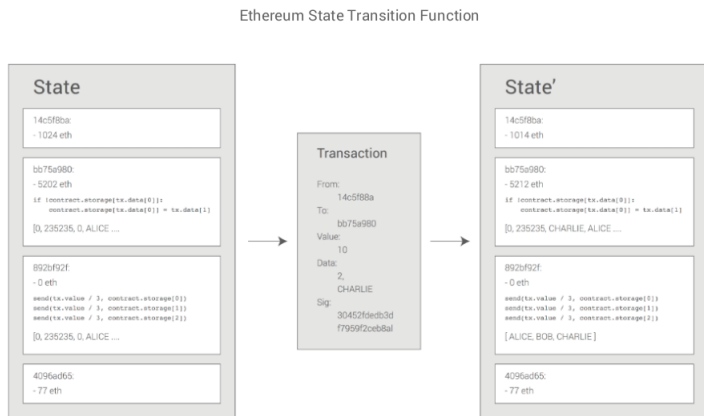 Ethereum State Transition Function
State
14c5f8ba:
- 1024 eth
bb75a980:
- 5202 eth
if !contract.storage[tx.data[0]]:
contract.storage[tx.data[0]] = tx.data[1]
[0, 235235, 0, ALICE ....
892bf92f:
- 0 eth
send(tx.value / 3, contract.storage[0])
send(tx.value / 3, contract.storage[1])
send(tx.value / 3, contract.storage[2])
[0, 235235, 0, ALICE ....
4096ad65:
- 77 eth
Transaction
From:
14c5f88a
To:
bb75a980
Value:
10
Data:
2,
CHARLIE
Sig:
30452fdedb3d
f7959f2ceb8a1
State’
14c5f8ba:
- 1014 eth
bb75a980:
- 5212 eth
if !contract.storage[tx.data[0]]:
contract.storage[tx.data[0]] = tx.data[1]
[0, 235235, CHARLIE, ALICE ....
892bf92f:
- 0 eth
send(tx.value / 3, contract.storage[0])
send(tx.value / 3, contract.storage[1])
send(tx.value / 3, contract.storage[2])
[ ALICE, BOB, CHARLIE ]
4096ad65:
- 77 eth